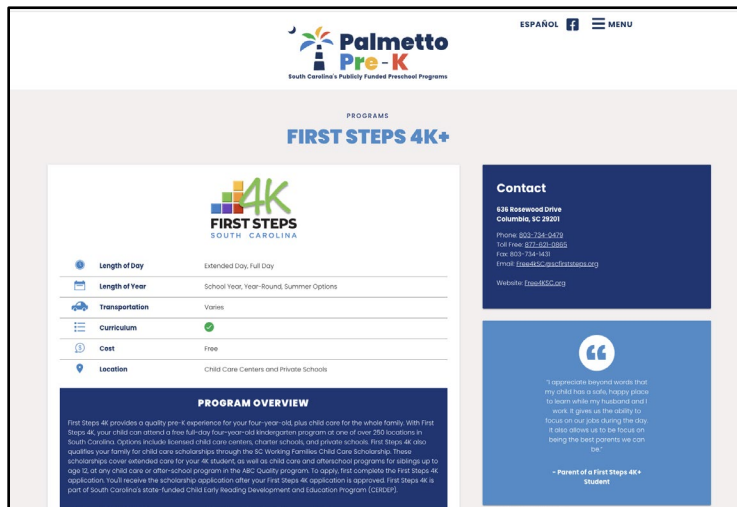 ESPAÑOL
MENU
Palmetto
Pre-K
South Carolina's Publicly Funded Preschool Programs
PROGRAMS
FIRST STEPS 4K+
4K
FIRST STEPS
SOUTH CAROLINA
Length of Day Extended Day, Full Day
Length of Year School Year, Year-Round, Summer Options
Transportation Varies
Curriculum
Cost Free
Location Child Care Centers and Private Schools
PROGRAM OVERVIEW
First Steps 4K provides a quality pre-K experience for your four-year-old, plus child care for the whole family. With First
Steps 4K, your child can attend a free full-day four-year-old kindergarten program at one of over 250 locations in
South Carolina. Options include licensed child care centers, charter schools, and private schools. First Steps 4K also
qualifies your family for child care scholarships through the SC Working Families Child Care Scholarship. These
scholarships cover extended care for your 4K student, as well as child care and afterschool programs for siblings up to
age 12, at any child care or after-school program in the ABC Quality program. To apply, first complete the First Steps 4K
application. You'll receive the scholarship application after your First Steps 4K application is approved. First Steps 4K is
part of South Carolina's state-funded Child Early Reading Development and Education Program (CERDEP).
Contact
636 Rosewood Drive
Columbia, SC 29201
Phone: 803-734-0479
Toll Free: 877-621-0865
Fax: 803-734-1431
Email: Free4kSC@scfirststeps.org
Website: Free4KSC.org
"I appreciate beyond words that
my child has a safe, happy place
to learn while my husband and I
work. It gives us the ability to
focus on our jobs during the day.
It also allows us to be focus on
being the best parents we can
be."
– Parent of a First Steps 4K+
Student